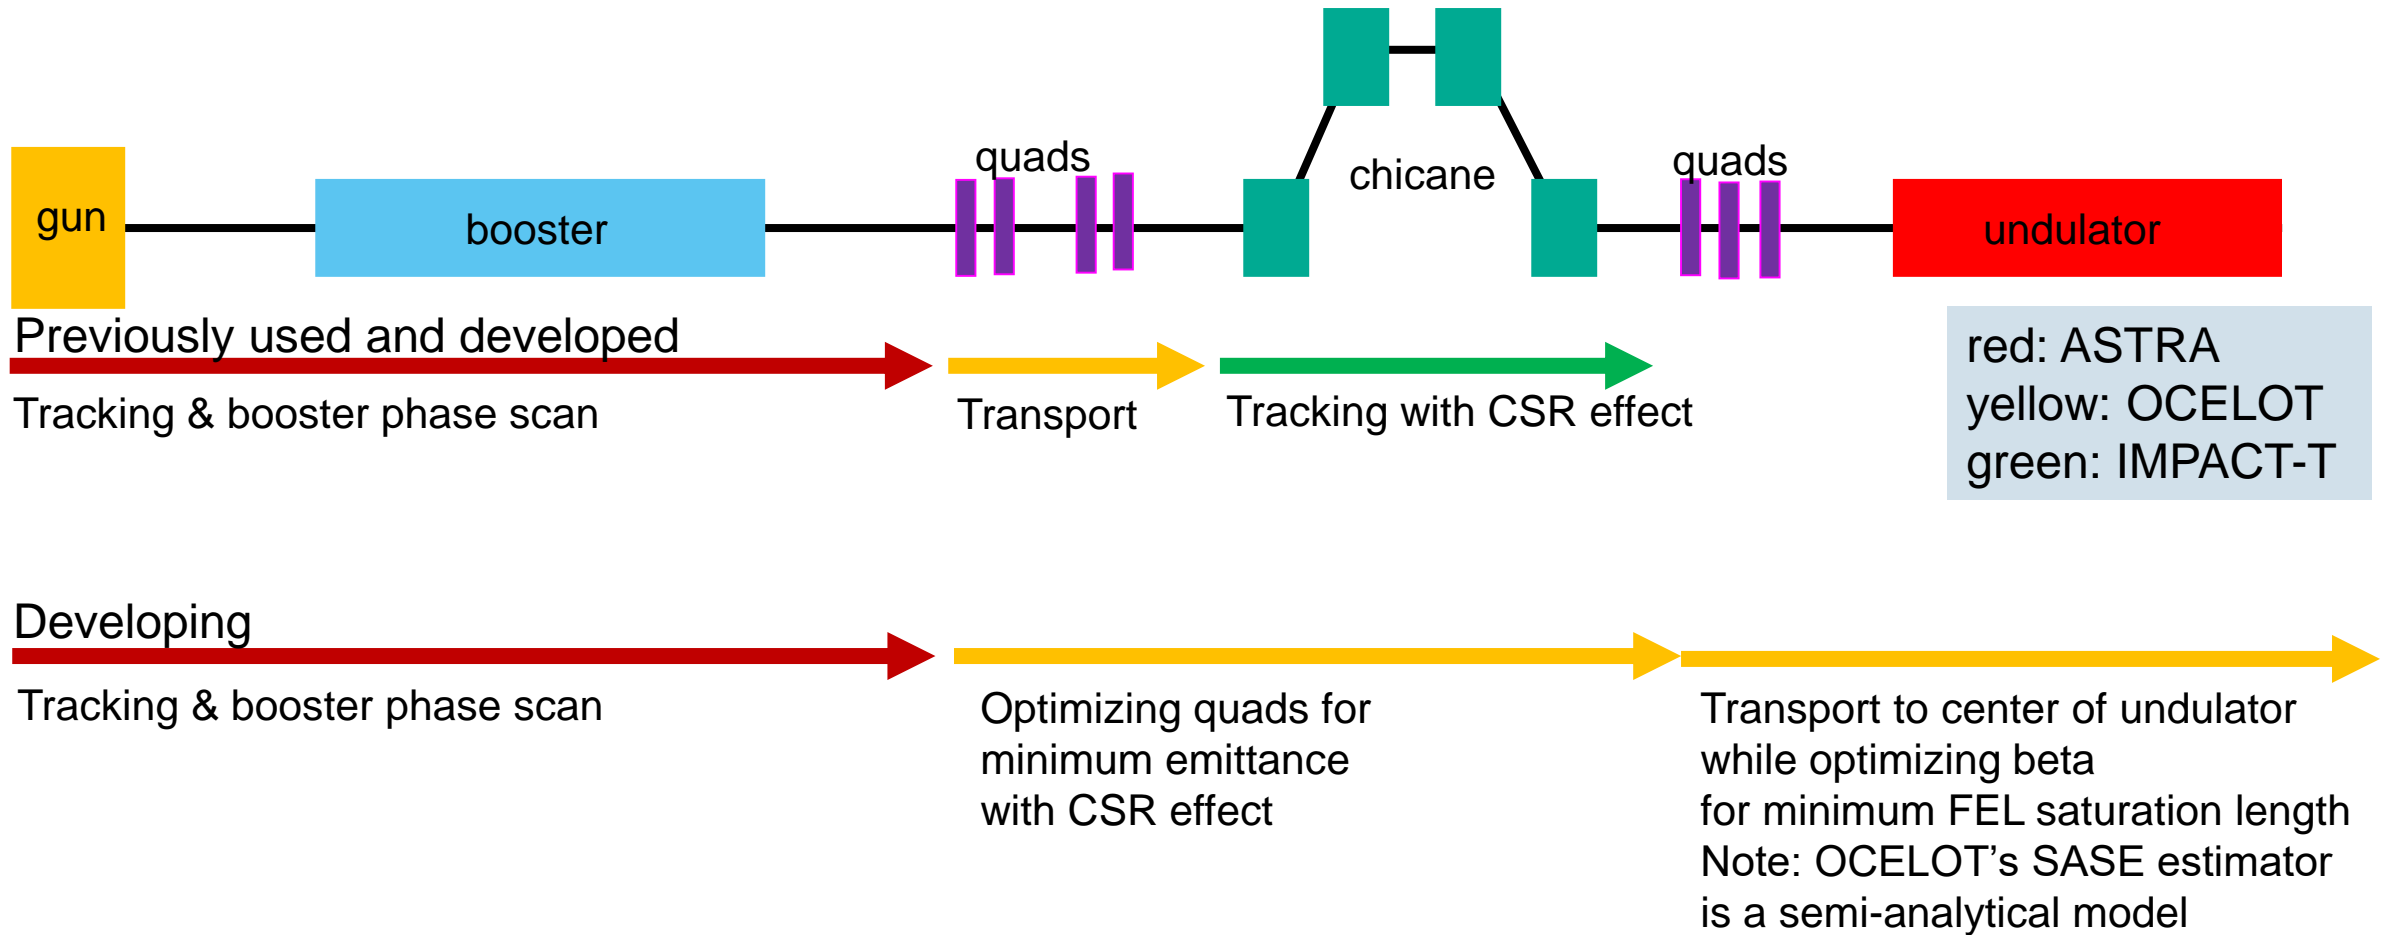 gun
booster
quads
chicane
quads
undulator
Previously used and developed
Tracking & booster phase scan
Transport
Tracking with CSR effect
red: ASTRA
yellow: OCELOT
green: IMPACT-T
Developing
Tracking & booster phase scan
Optimizing quads for
minimum emittance
with CSR effect
Transport to center of undulator
while optimizing beta
for minimum FEL saturation length
Note: OCELOT’s SASE estimator
is a semi-analytical model